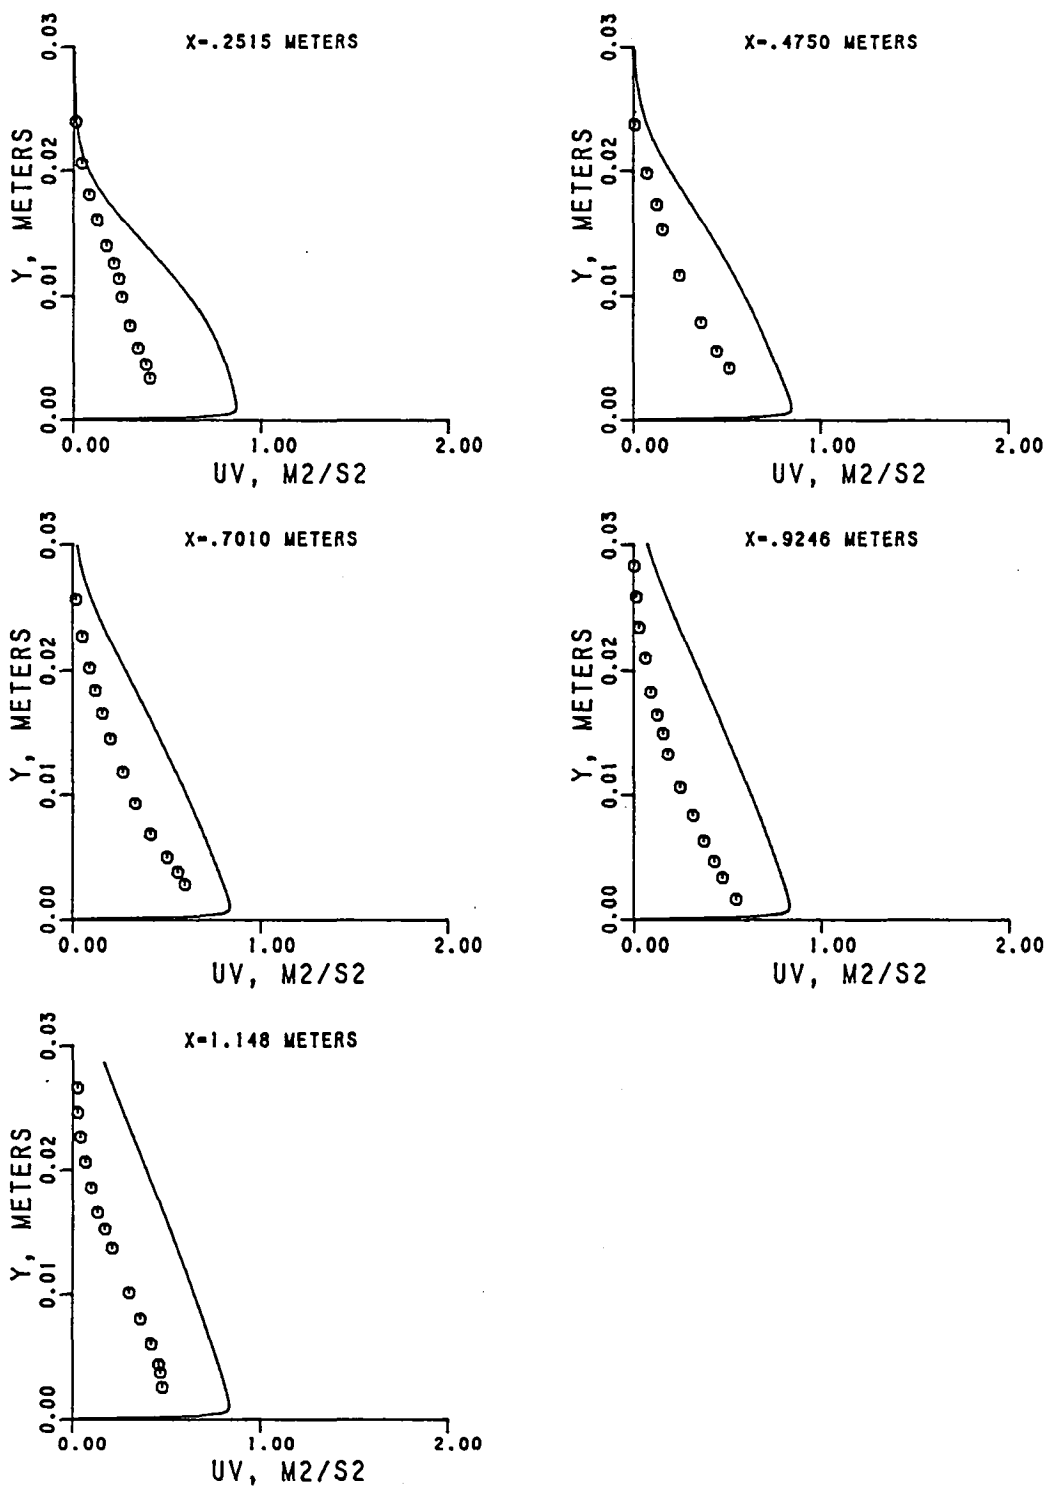 X=.2515 METERS
0.03
0.02
0.01
0.00
Y, METERS
0.00 1.00 2.00
UV, M2/S2
X=.4750 METERS
0.03
0.02
0.01
0.00
Y, METERS
0.00 1.00 2.00
UV, M2/S2
X=.7010 METERS
0.03
0.02
0.01
0.00
Y, METERS
0.00 1.00 2.00
UV, M2/S2
X=.9246 METERS
0.03
0.02
0.01
0.00
Y, METERS
0.00 1.00 2.00
UV, M2/S2
X=1.148 METERS
0.03
0.02
0.01
0.00
Y, METERS
0.00 1.00 2.00
UV, M2/S2